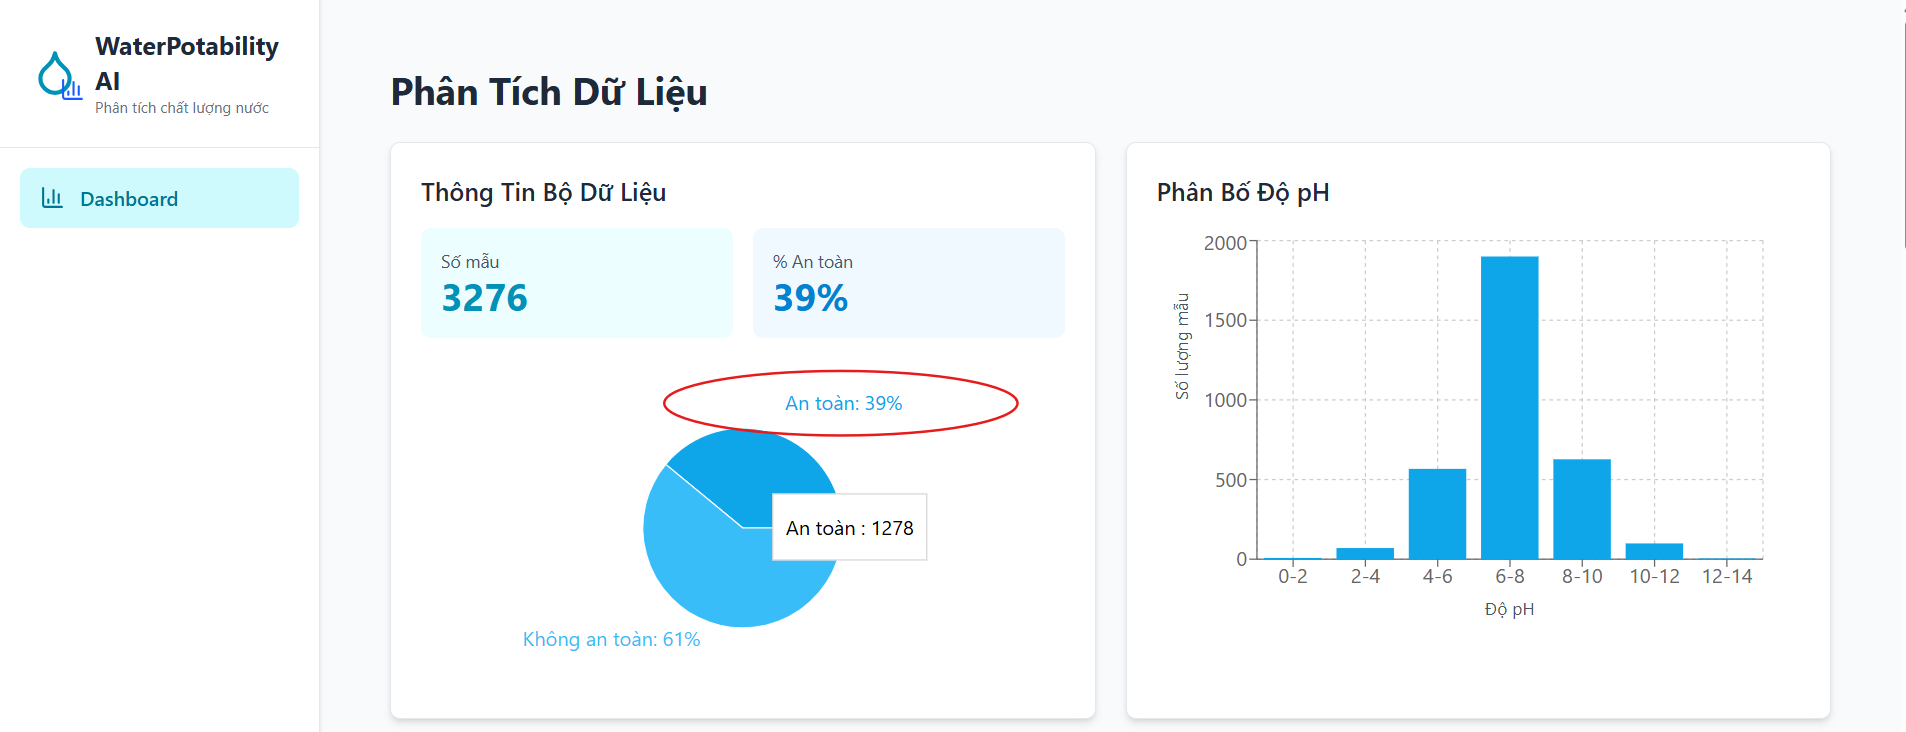 WaterPotability
AI
Phân tích chất lượng nước
Dashboard
Phân Tích Dữ Liệu
Thông Tin Bộ Dữ Liệu
Số mẫu
3276
% An toàn
39%
An toàn: 39%
An toàn : 1278
Không an toàn: 61%
Phân Bố Độ pH
Số lượng mẫu
2000
1500
1000
500
0
0-2 2-4 4-6 6-8 8-10 10-12 12-14
Độ pH